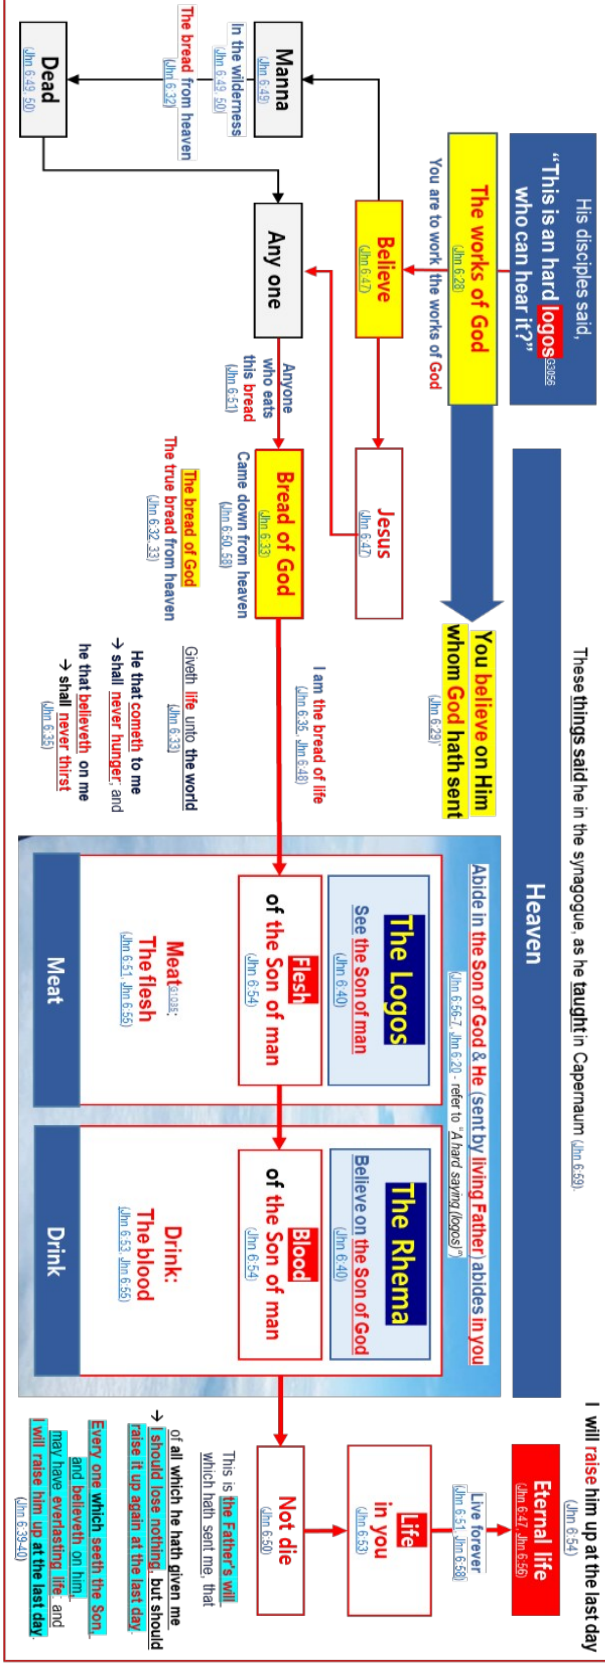 These things said he in the synagogue, as he taught in Capernaum (Jhn 6:59).
I will raise him up at the last day
(Jhn 6:54)
His disciples said,
“This is an hard logosG3056
who can hear it?”
Heaven
Eternal life
(Jhn 6:47, Jhn 6:56)
The works of God
(Jhn 6:28)
You are to work the works of God
You believe on Him
whom God hath sent
(Jhn 6:29)
Abide in the Son of God & He (sent by living Father) abides in you
(Jhn 6:56-7, Jhn 6:20 - refer to “A hard saying (logos)”)
Live forever
(Jhn 6:51, Jhn 6:58)
Believe
(Jhn 6:47)
Jesus
(Jhn 6:47)
The Logos
See the Son of man
(Jhn 6:40)
The Rhema
Believe on the Son of God
(Jhn 6:40)
Life
in you
(Jhn 6:53)
Manna
(Jhn 6:49)
In the wilderness
(Jhn 6:49, 50)
The bread from heaven
(Jhn 6:32)
Dead
(Jhn 6:49, 50)
Any one
Anyone
who eats
this bread
(Jhn 6:51)
Bread of God
(Jhn 6:33)
Came down from heaven
(Jhn 6:50, 58)
The bread of God
The true bread from heaven
(Jhn 6:32, 33)
I am the bread of life
(Jhn 6:35, Jhn 6:48)
Giveth life unto the world
(Jhn 6:33)
He that cometh to me
→ shall never hunger; and
he that believeth on me
→ shall never thirst
(Jhn 6:35)
Flesh
of the Son of man
(Jhn 6:54)
Meat:
The flesh
(Jhn 6:51, Jhn 6:55)
Meat
Blood
of the Son of man
(Jhn 6:54)
Drink:
The blood
(Jhn 6:53, Jhn 6:55)
Drink
Not die
(Jhn 6:50)
This is the Father's will
which hath sent me, that
of all which he hath given me
→ I should lose nothing, but should
raise it up again at the last day.
Every one which seeth the Son,
and believeth on him,
may have everlasting life: and
I will raise him up at the last day.
(Jhn 6:39-40)